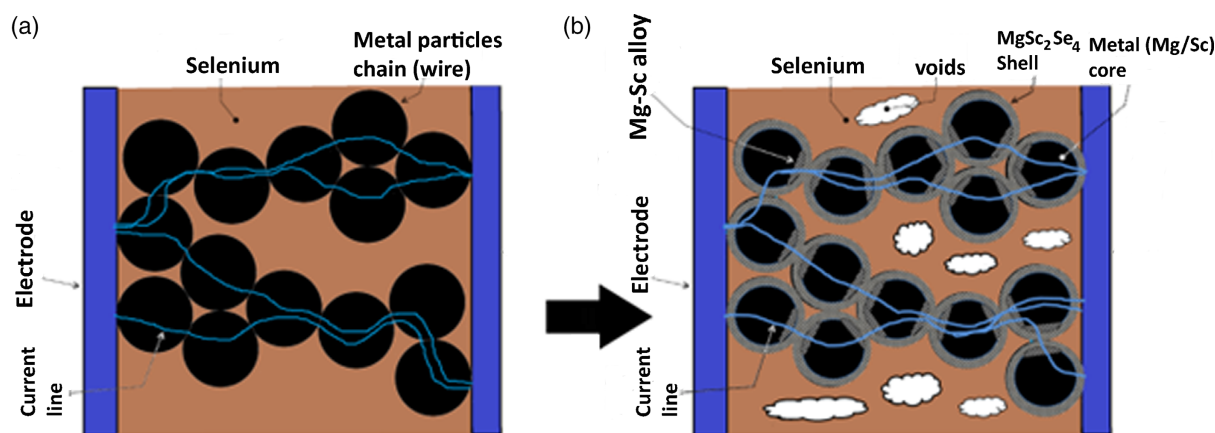 (a)
Selenium
Metal particles
chain (wire)
Electrode
Current
line
(b)
Mg-Sc alloy
Selenium
voids
MgSc₂Se₄
Shell
Metal (Mg/Sc)
core
Electrode
Current
line